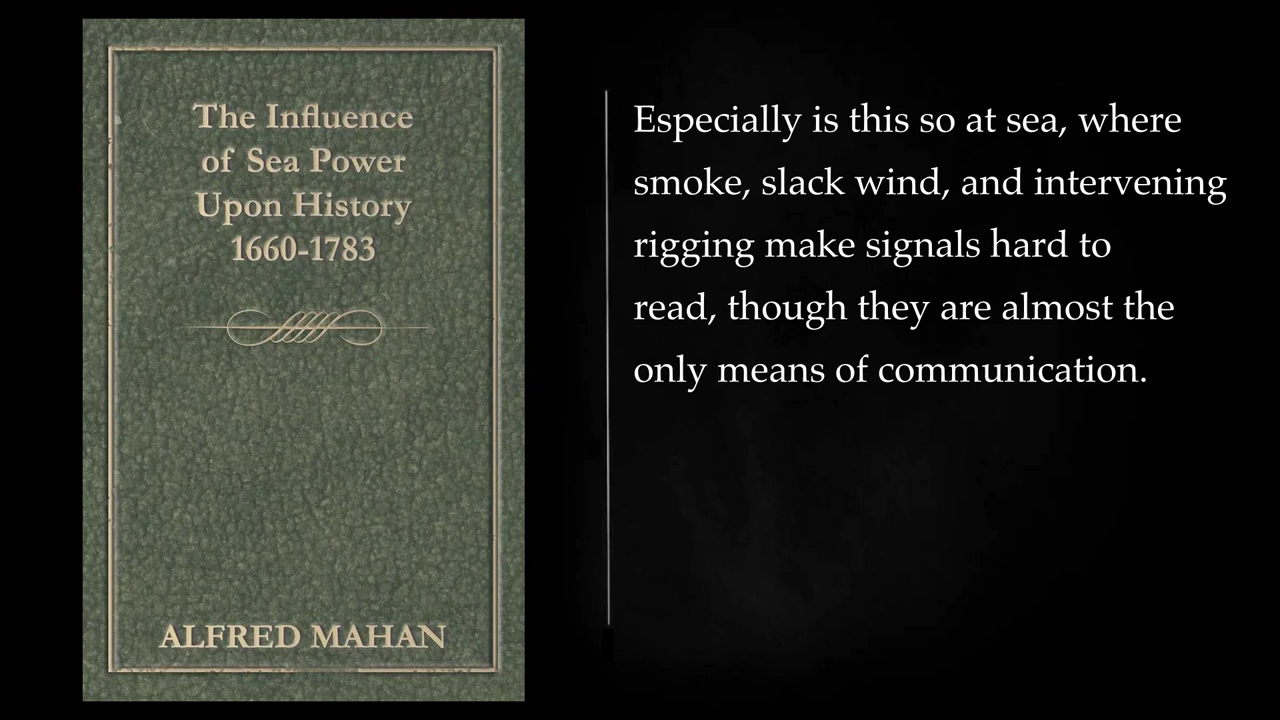 The Influence
of Sea Power
Upon History
1660-1783
ALFRED MAHAN
Especially is this so at sea, where
smoke, slack wind, and intervening
rigging make signals hard to
read, though they are almost the
only means of communication.